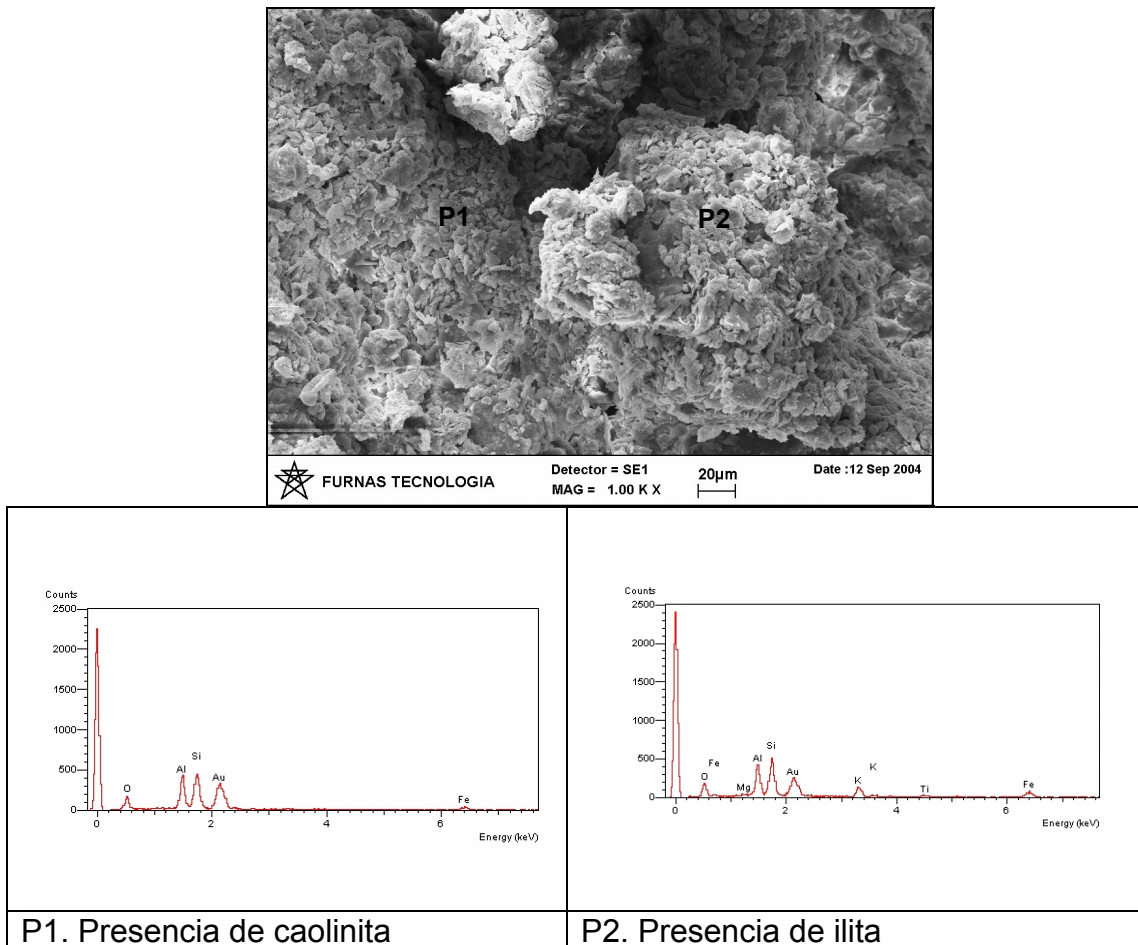 P1
P2
FURNAS TECNOLOGIA
Detector = SE1
MAG = 1.00 K X
20µm
Date :12 Sep 2004
Counts
2500
2000
1500
1000
500
0
O
Al
Si
Au
Fe
0 2 4 6
Energy (keV)
Counts
2500
2000
1500
1000
500
0
O
Fe
Mg
Al
Si
Au
K
K
Ti
Fe
0 2 4 6
Energy (keV)
P1. Presencia de caolinita
P2. Presencia de ilita